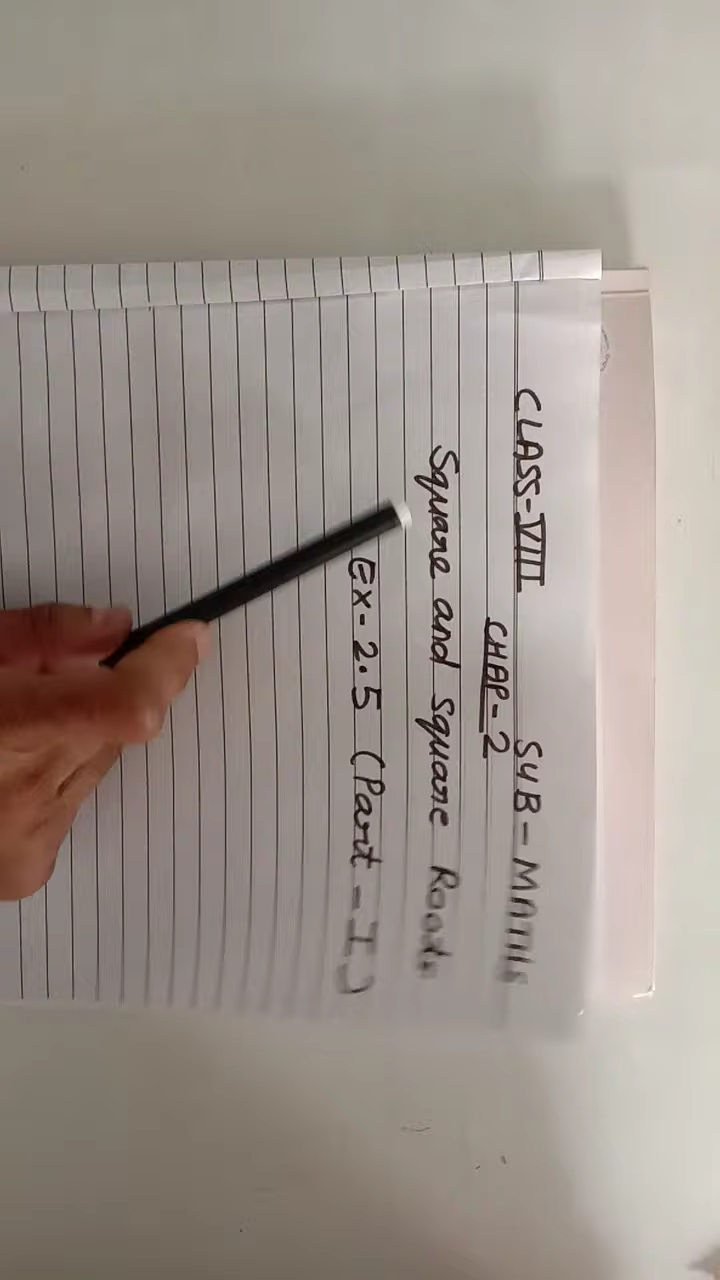 CLASS-VIII SUB-MATHS
CHAP-2
Square and Square Roots
Ex-2.5 (Part-I)